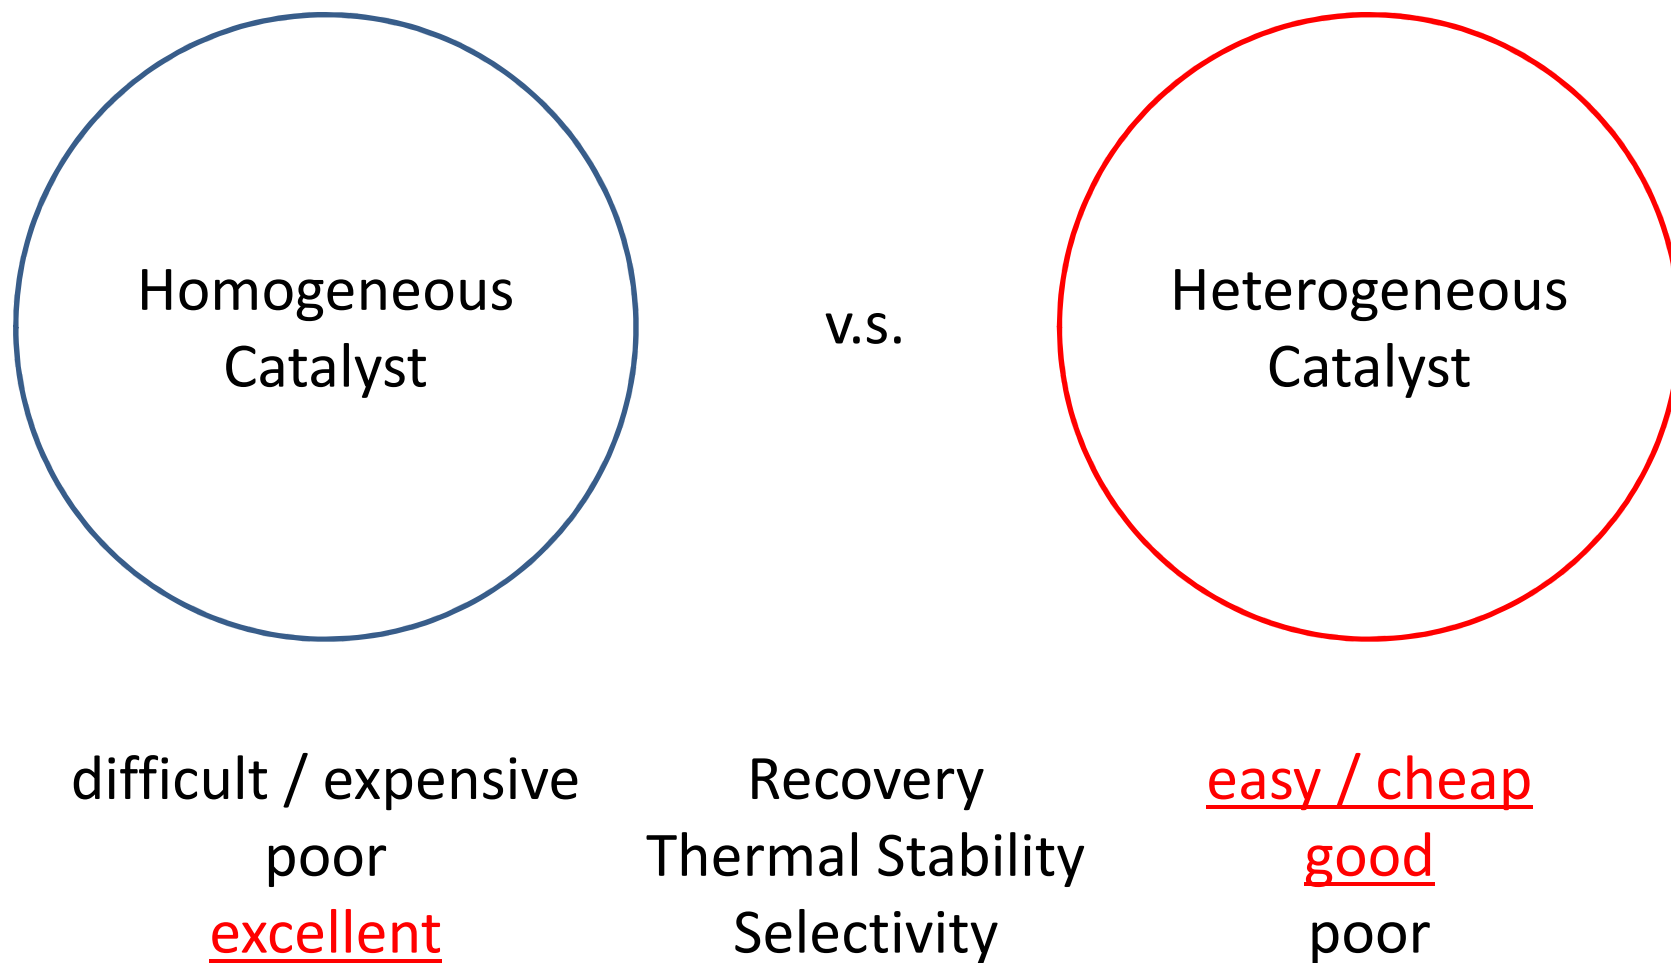 Homogeneous
Catalyst
v.s.
Heterogeneous
Catalyst
difficult / expensive Recovery easy / cheap
poor Thermal Stability good
excellent Selectivity poor